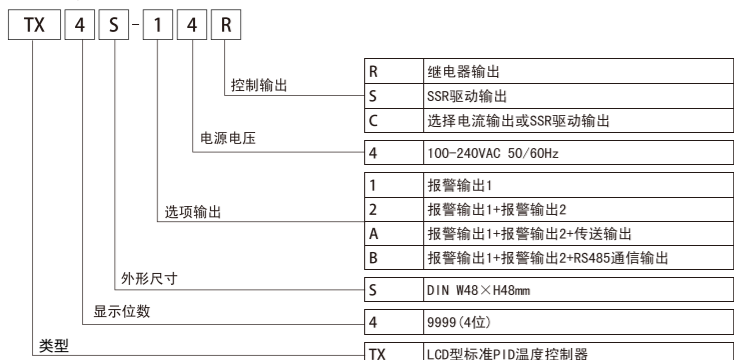 TX 4 S - 1 4 R
控制输出
R 继电器输出
S SSR驱动输出
C 选择电流输出或SSR驱动输出
电源电压
4 100-240VAC 50/60Hz
选项输出
1 报警输出1
2 报警输出1+报警输出2
A 报警输出1+报警输出2+传送输出
B 报警输出1+报警输出2+RS485通信输出
外形尺寸
S DIN W48×H48mm
显示位数
4 9999(4位)
类型
TX LCD型标准PID温度控制器